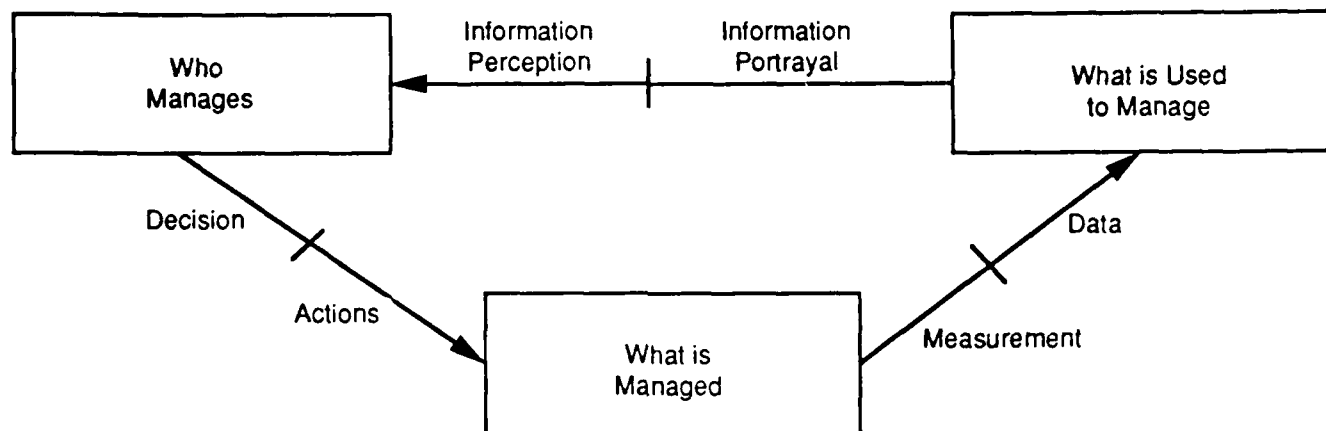 Who
Manages
Information
Perception
Information
Portrayal
What is Used
to Manage
Decision
Data
Actions
Measurement
What is
Managed